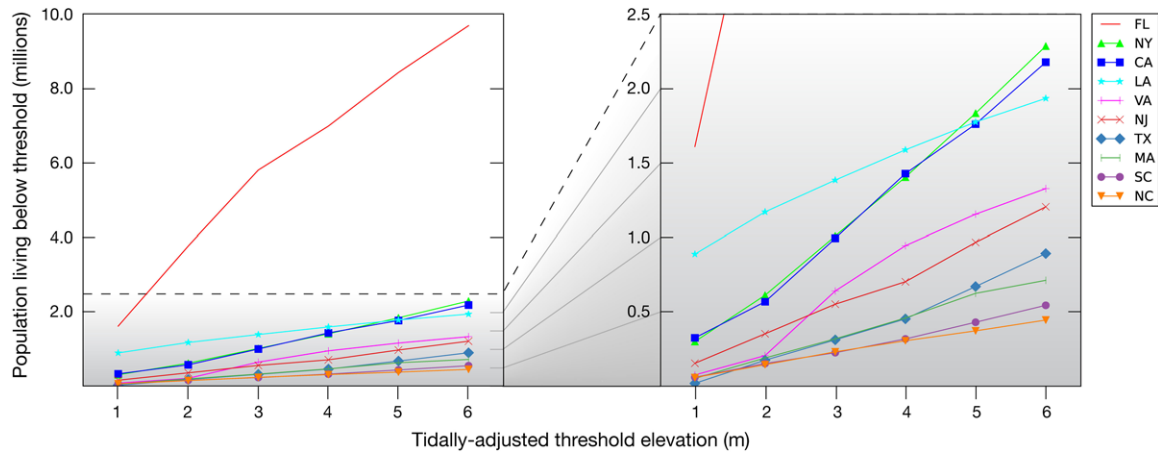 Population living below threshold (millions)
10.0
8.0
6.0
4.0
2.0
1 2 3 4 5 6
2.5
2.0
1.5
1.0
0.5
1 2 3 4 5 6
Tidally-adjusted threshold elevation (m)
FL
NY
CA
LA
VA
NJ
TX
MA
SC
NC